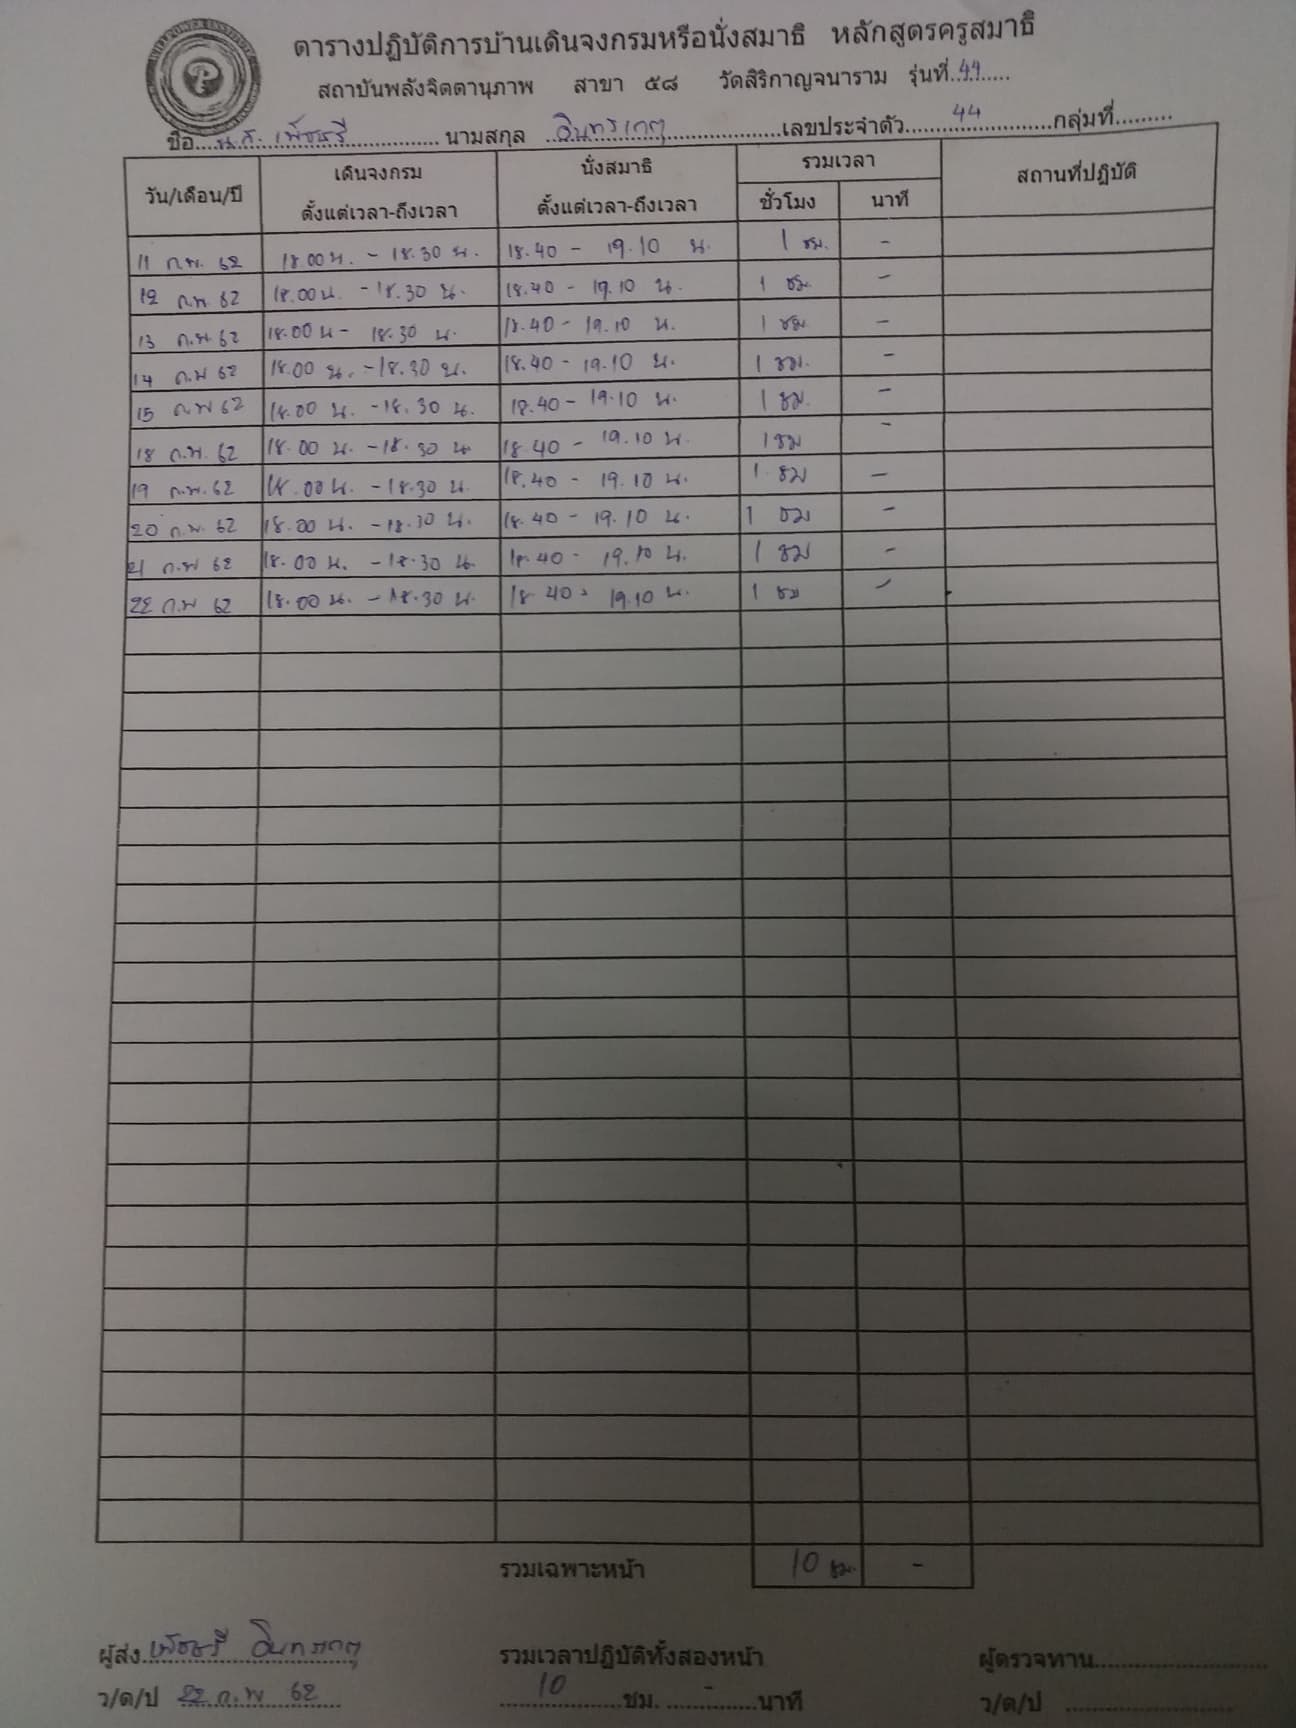 ตารางปฏิบัติการบ้านเดินจงกรมหรือนั่งสมาธิ หลักสูตรครูสมาธิ
สถาบันพลังจิตตานุภาพ สาขา ๕๘ วัดสิริกาญจนาราม รุ่นที่ 44
ชื่อ น.ส. เพ็ชชรี นามสกุล อินทรเกตุ เลขประจำตัว 44 กลุ่มที่
วัน/เดือน/ปี เดินจงกรม ตั้งแต่เวลา-ถึงเวลา นั่งสมาธิ ตั้งแต่เวลา-ถึงเวลา รวมเวลา ชั่วโมง นาที สถานที่ปฏิบัติ
11 ก.พ. 62 18.00 น. - 18.30 น. 18.40 - 19.10 น. 1 ชม. -
12 ก.พ 62 18.00 น. - 18.30 น. 18.40 - 19.10 น. 1 ชม. -
13 ก.พ. 62 18.00 น - 18.30 น. 18.40 - 19.10 น. 1 ชม. -
14 ก.พ 62 18.00 น. - 18.30 น. 18.40 - 19.10 น. 1 ชม. -
15 ก.พ 62 18.00 น. - 18.30 น. 18.40 - 19.10 น. 1 ชม. -
18 ก.พ. 62 18.00 น. - 18.30 น 18.40 - 19.10 น. 1 ชม -
19 ก.พ. 62 18.00 น. - 18.30 น. 18.40 - 19.10 น. 1 ชม -
20 ก.พ. 62 18.00 น. - 18.30 น. 18.40 - 19.10 น. 1 ชม -
21 ก.พ 62 18.00 น. - 18.30 น. 18.40 - 19.10 น. 1 ชม -
22 ก.พ 62 18.00 น. - 18.30 น. 18.40 - 19.10 น. 1 ชม -
รวมเฉพาะหน้า 10 ชม. -
ผู้ส่ง เพ็ชชรี อินทรเกตุ รวมเวลาปฏิบัติทั้งสองหน้า ผู้ตรวจทาน
ว/ด/ป 22 ก.พ 62 10 ชม. - นาที ว/ด/ป